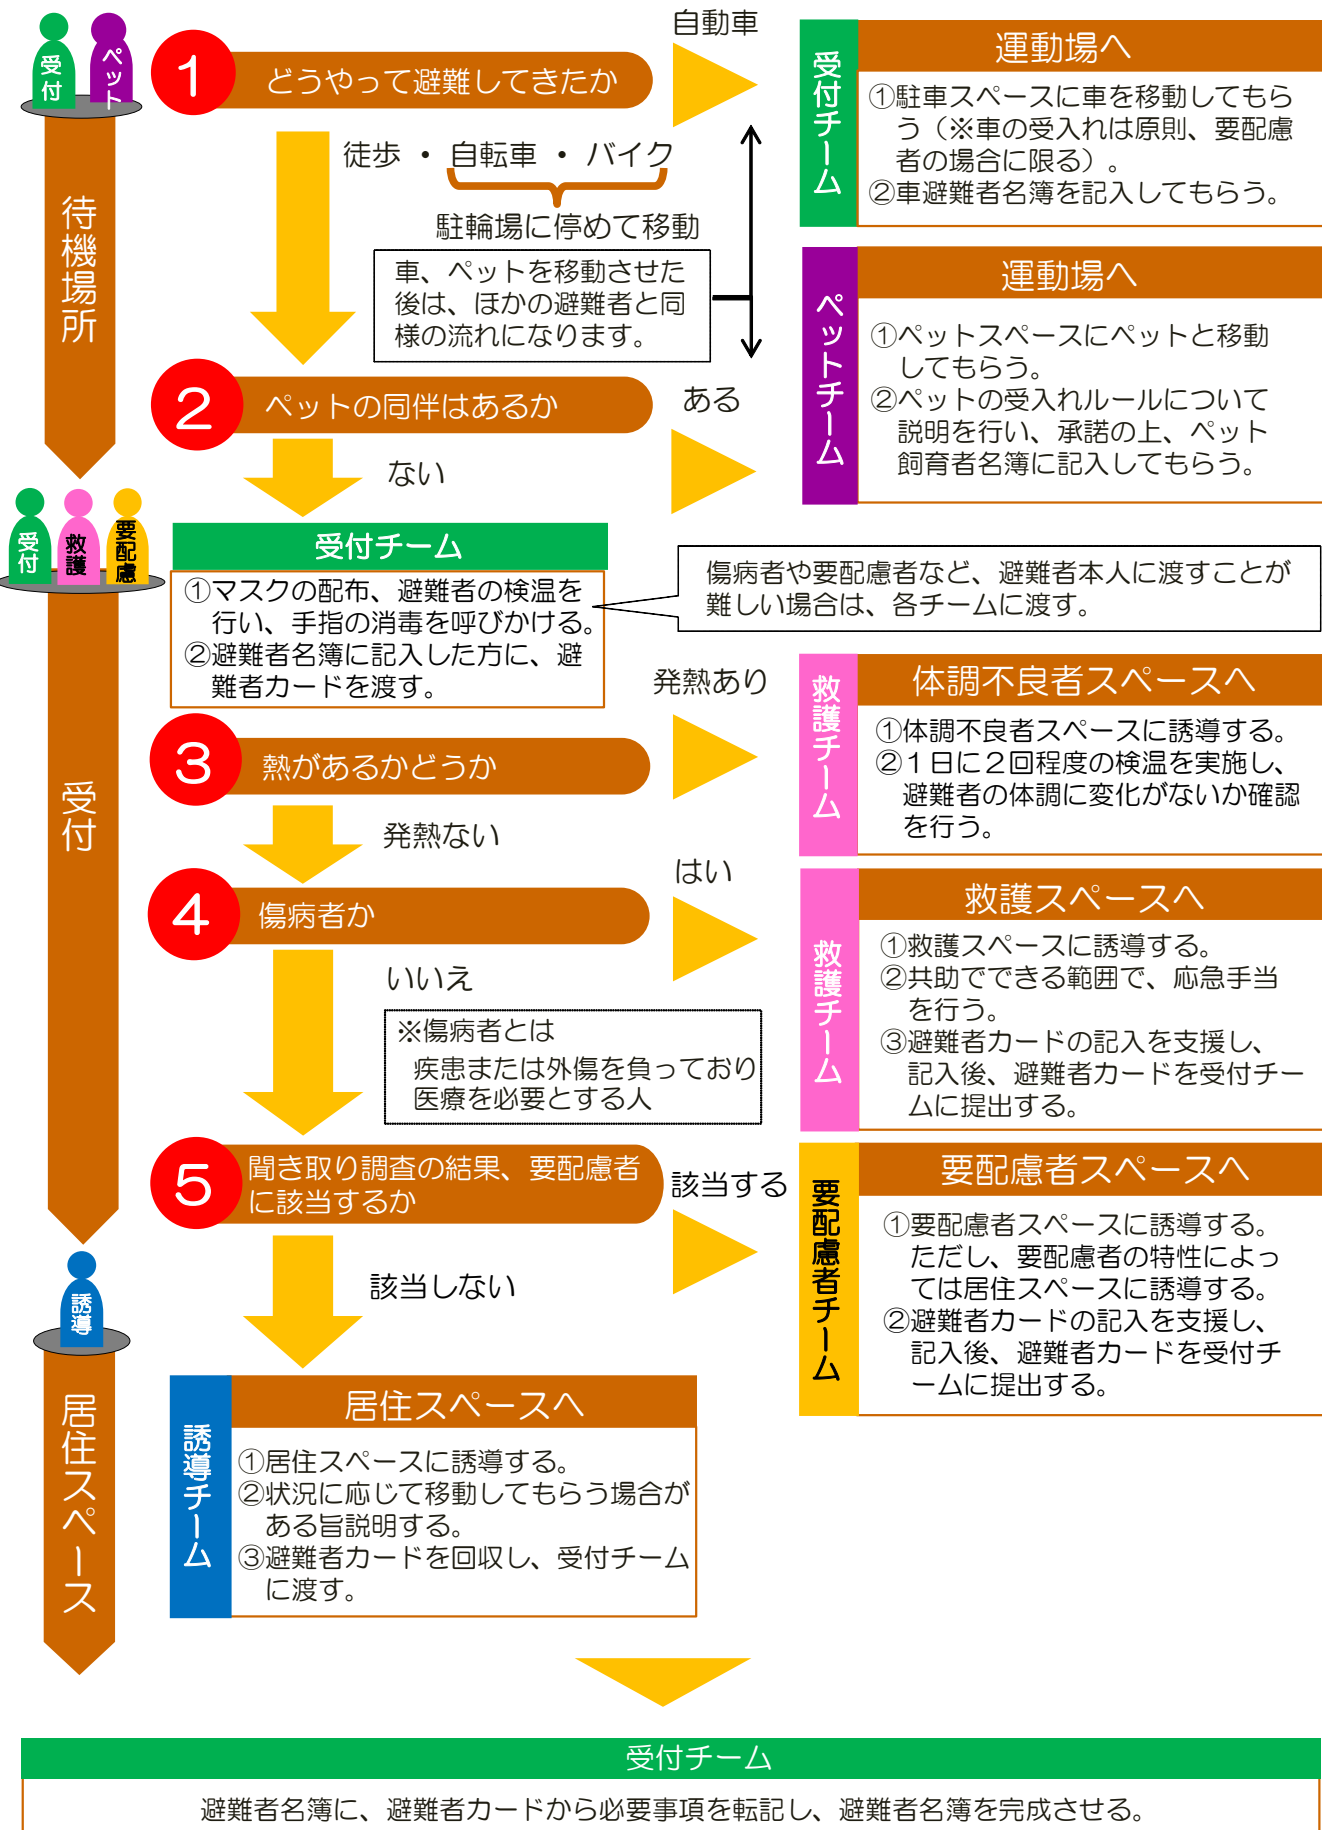 受付
ペット
1
どうやって避難してきたか
自動車
受付チーム
運動場へ
①駐車スペースに車を移動してもら
う（※車の受入れは原則、要配慮
者の場合に限る）。
②車避難者名簿を記入してもらう。
待機場所
徒歩 ・ 自転車 ・ バイク
駐輪場に停めて移動
車、ペットを移動させた
後は、ほかの避難者と同
様の流れになります。
2
ペットの同伴はあるか
ある
ない
ペットチーム
運動場へ
①ペットスペースにペットと移動
してもらう。
②ペットの受入れルールについて
説明を行い、承諾の上、ペット
飼育者名簿に記入してもらう。
受付
救護
要配慮
受付チーム
①マスクの配布、避難者の検温を
行い、手指の消毒を呼びかける。
②避難者名簿に記入した方に、避
難者カードを渡す。
傷病者や要配慮者など、避難者本人に渡すことが
難しい場合は、各チームに渡す。
受付
3
熱があるかどうか
発熱あり
発熱ない
救護チーム
体調不良者スペースへ
①体調不良者スペースに誘導する。
②１日に２回程度の検温を実施し、
避難者の体調に変化がないか確認
を行う。
4
傷病者か
はい
いいえ
※傷病者とは
疾患または外傷を負っており
医療を必要とする人
救護チーム
救護スペースへ
①救護スペースに誘導する。
②共助でできる範囲で、応急手当
を行う。
③避難者カードの記入を支援し、
記入後、避難者カードを受付チー
ムに提出する。
5
聞き取り調査の結果、要配慮者
に該当するか
該当する
該当しない
要配慮者チーム
要配慮者スペースへ
①要配慮者スペースに誘導する。
ただし、要配慮者の特性によっ
ては居住スペースに誘導する。
②避難者カードの記入を支援し、
記入後、避難者カードを受付チ
ームに提出する。
誘導
居住スペース
誘導チーム
居住スペースへ
①居住スペースに誘導する。
②状況に応じて移動してもらう場合が
ある旨説明する。
③避難者カードを回収し、受付チーム
に渡す。
受付チーム
避難者名簿に、避難者カードから必要事項を転記し、避難者名簿を完成させる。